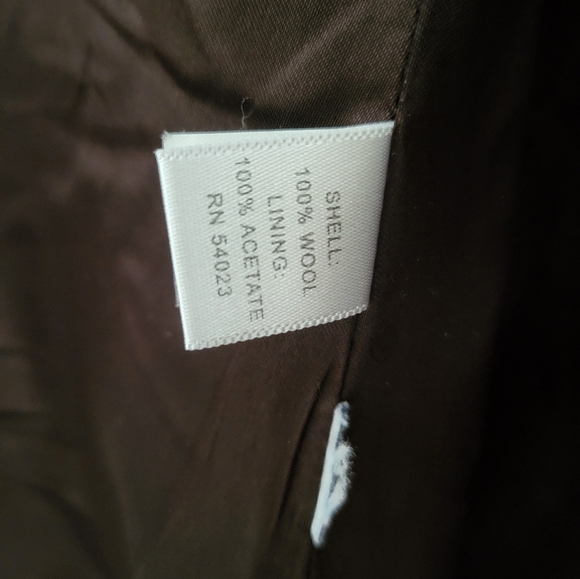 SHELL:
100% WOOL
LINING:
100% ACETATE
RN 54023